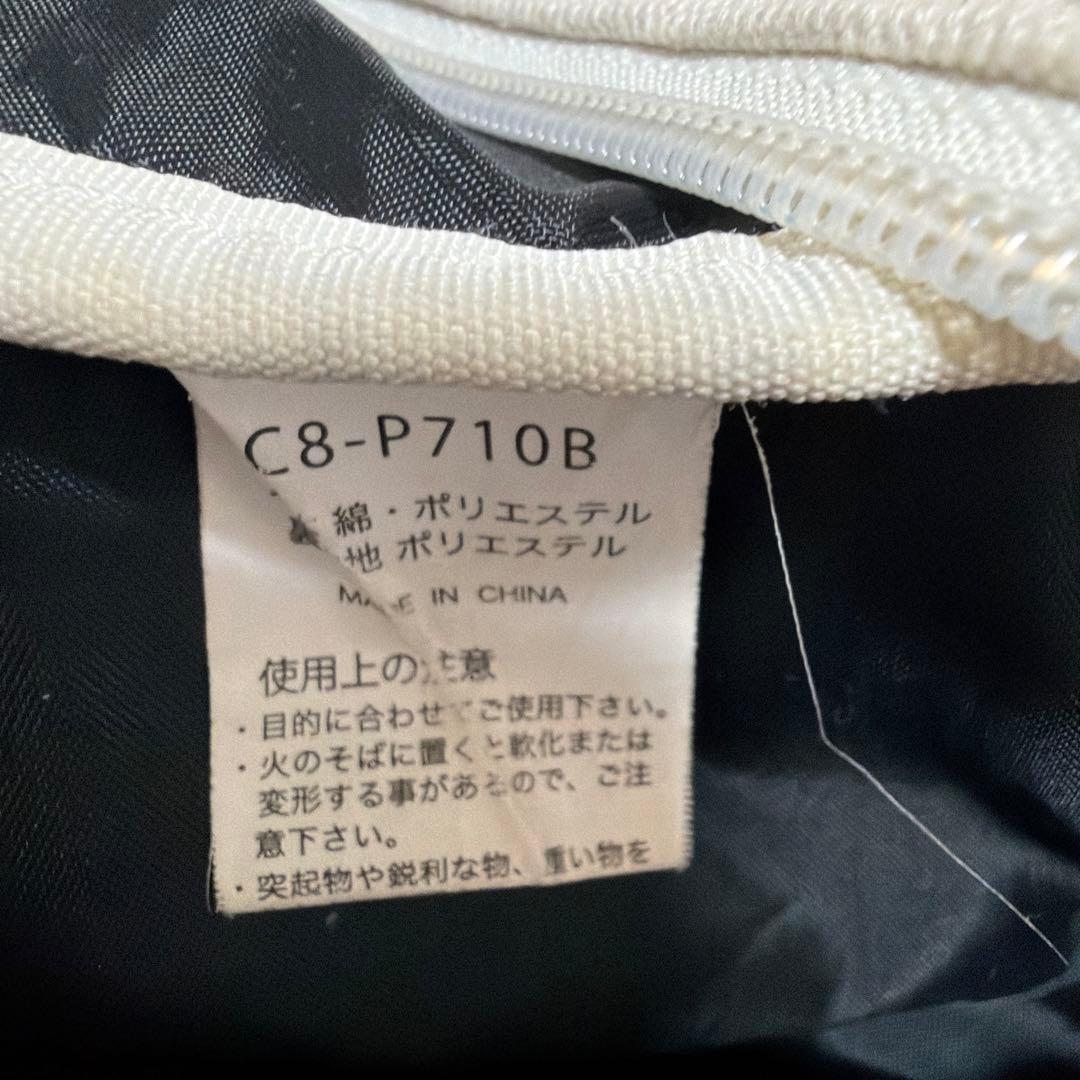 C8-P710B
綿・ポリエステル
地 ポリエステル
MADE IN CHINA
使用上の注意
・目的に合わせてご使用下さい。
・火のそばに置くと軟化または
変形する事があるので、ご注
意下さい。
・突起物や鋭利な物、重い物を